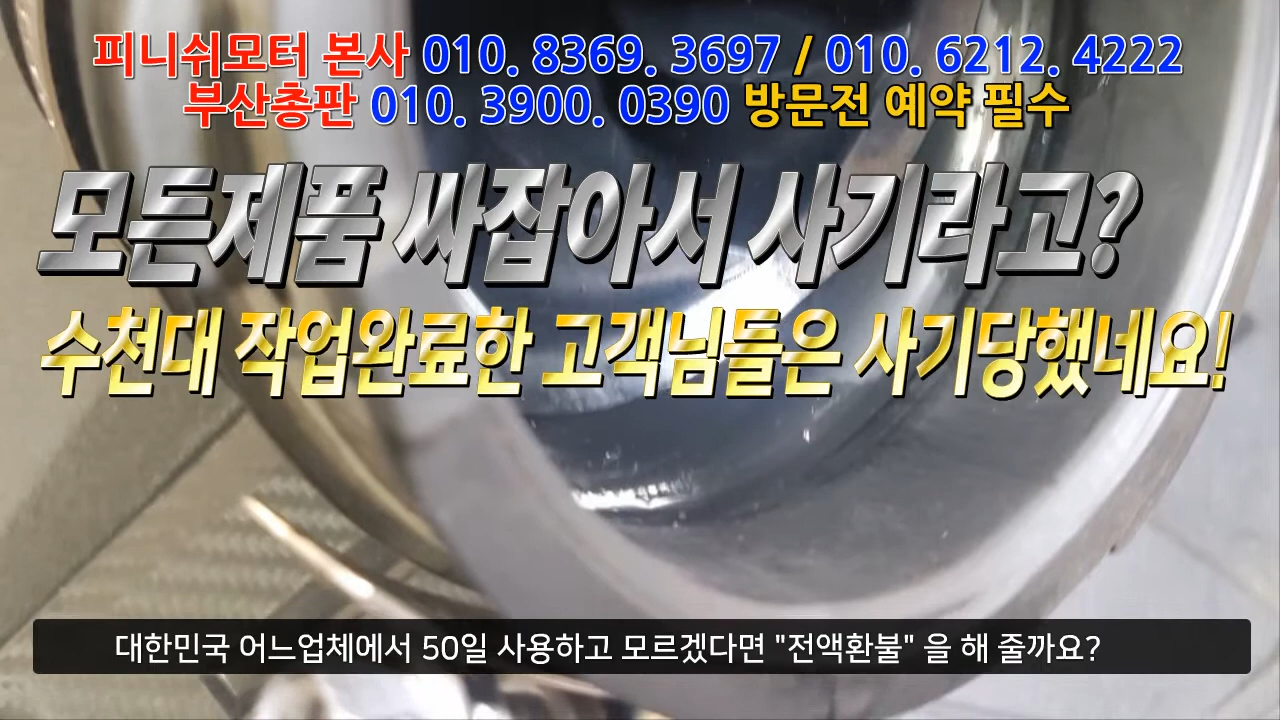 피니쉬모터 본사 010. 8369. 3697 / 010. 6212. 4222
부산총판 010. 3900. 0390 방문전 예약 필수
모든제품 싸잡아서 사기라고?
수천대 작업완료한 고객님들은 사기당했네요!
대한민국 어느업체에서 50일 사용하고 모르겠다면 "전액환불" 을 해 줄까요?